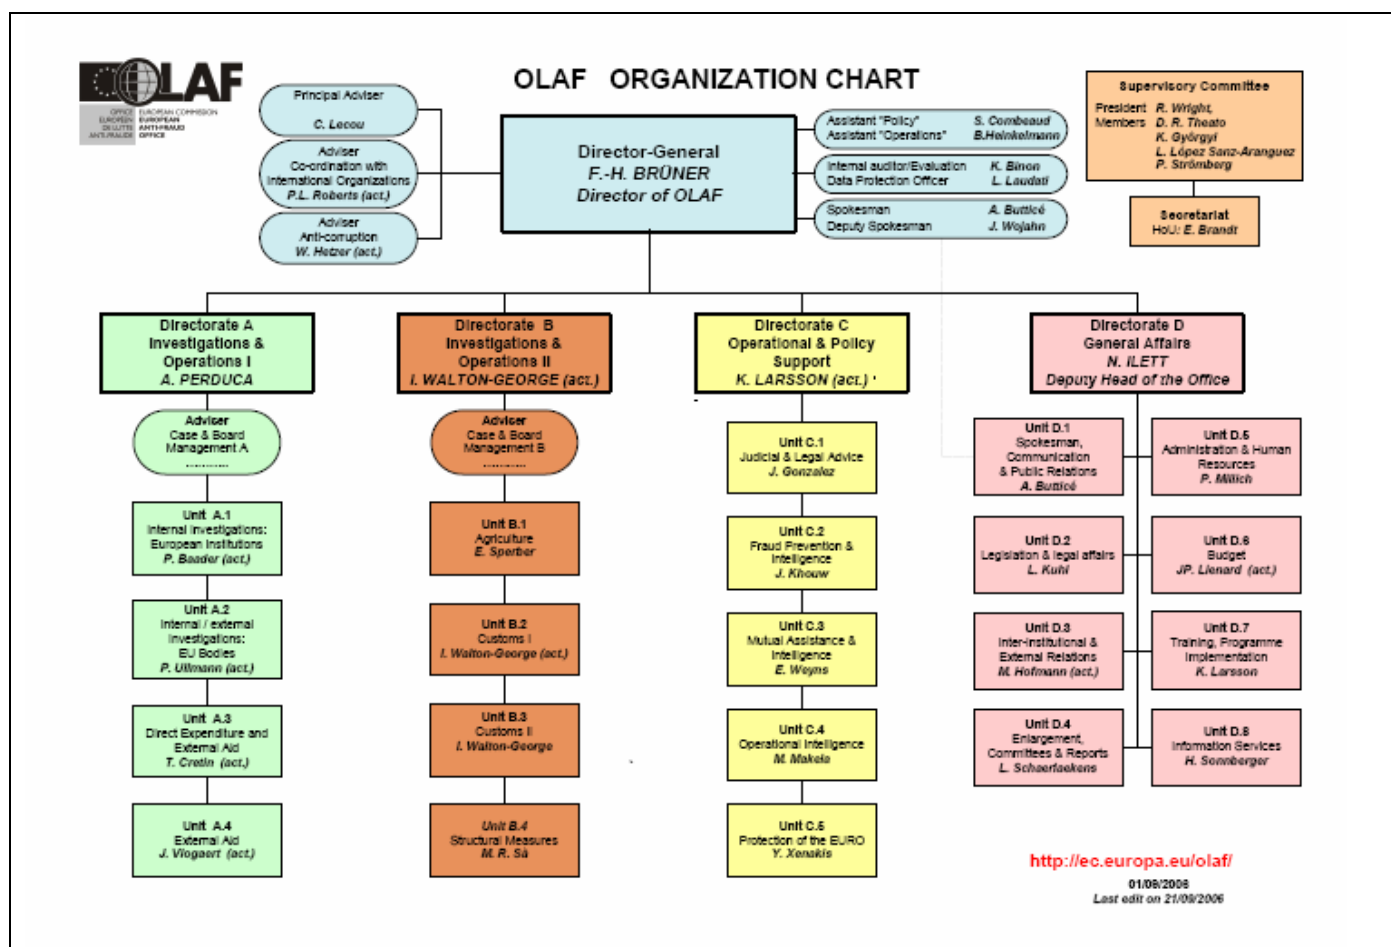 OLAF
OFFICE EUROPÉEN DE LUTTE ANTI-FRAUDE
EUROPEAN COMMISSION
EUROPEAN ANTI-FRAUD OFFICE
OLAF ORGANIZATION CHART
Principal Adviser
C. Lecou
Adviser
Co-ordination with
International Organizations
P.L. Roberts (act.)
Adviser
Anti-corruption
W. Hetzer (act.)
Director-General
F.-H. BRÜNER
Director of OLAF
Assistant "Policy" S. Combeaud
Assistant "Operations" B.Heinkelmann
Internal auditor/Evaluation K. Binon
Data Protection Officer L. Laudati
Spokesman A. Butticé
Deputy Spokesman J. Wojahn
Supervisory Committee
President R. Wright,
Members D. R. Theato
K. Györgyi
L. López Sanz-Aranguez
P. Strömberg
Secretariat
HoU: E. Brandt
Directorate A
Investigations &
Operations I
A. PERDUCA
Adviser
Case & Board
Management A
............
Unit A.1
Internal Investigations:
European Institutions
P. Baader (act.)
Unit A.2
Internal / external
Investigations:
EU Bodies
P. Ullmann (act.)
Unit A.3
Direct Expenditure and
External Aid
T. Cretin (act.)
Unit A.4
External Aid
J. Vlogaert (act.)
Directorate B
Investigations &
Operations II
I. WALTON-GEORGE (act.)
Adviser
Case & Board
Management B
............
Unit B.1
Agriculture
E. Sperber
Unit B.2
Customs I
I. Walton-George (act.)
Unit B.3
Customs II
I. Walton-George
Unit B.4
Structural Measures
M. R. Sà
Directorate C
Operational & Policy
Support
K. LARSSON (act.)
Unit C.1
Judicial & Legal Advice
J. Gonzalez
Unit C.2
Fraud Prevention &
Intelligence
J. Khouw
Unit C.3
Mutual Assistance &
Intelligence
E. Weyns
Unit C.4
Operational Intelligence
M. Makela
Unit C.5
Protection of the EURO
Y. Xenakis
Directorate D
General Affairs
N. ILETT
Deputy Head of the Office
Unit D.1
Spokesman,
Communication
& Public Relations
A. Butticé
Unit D.2
Legislation & legal affairs
L. Kuhl
Unit D.3
Inter-Institutional &
External Relations
M. Hofmann (act.)
Unit D.4
Enlargement,
Committees & Reports
L. Schaerlaekens
Unit D.5
Administration & Human
Resources
P. Millich
Unit D.6
Budget
JP. Lienard (act.)
Unit D.7
Training, Programme
Implementation
K. Larsson
Unit D.8
Information Services
H. Sonnberger
http://ec.europa.eu/olaf/
01/09/2006
Last edit on 21/09/2006